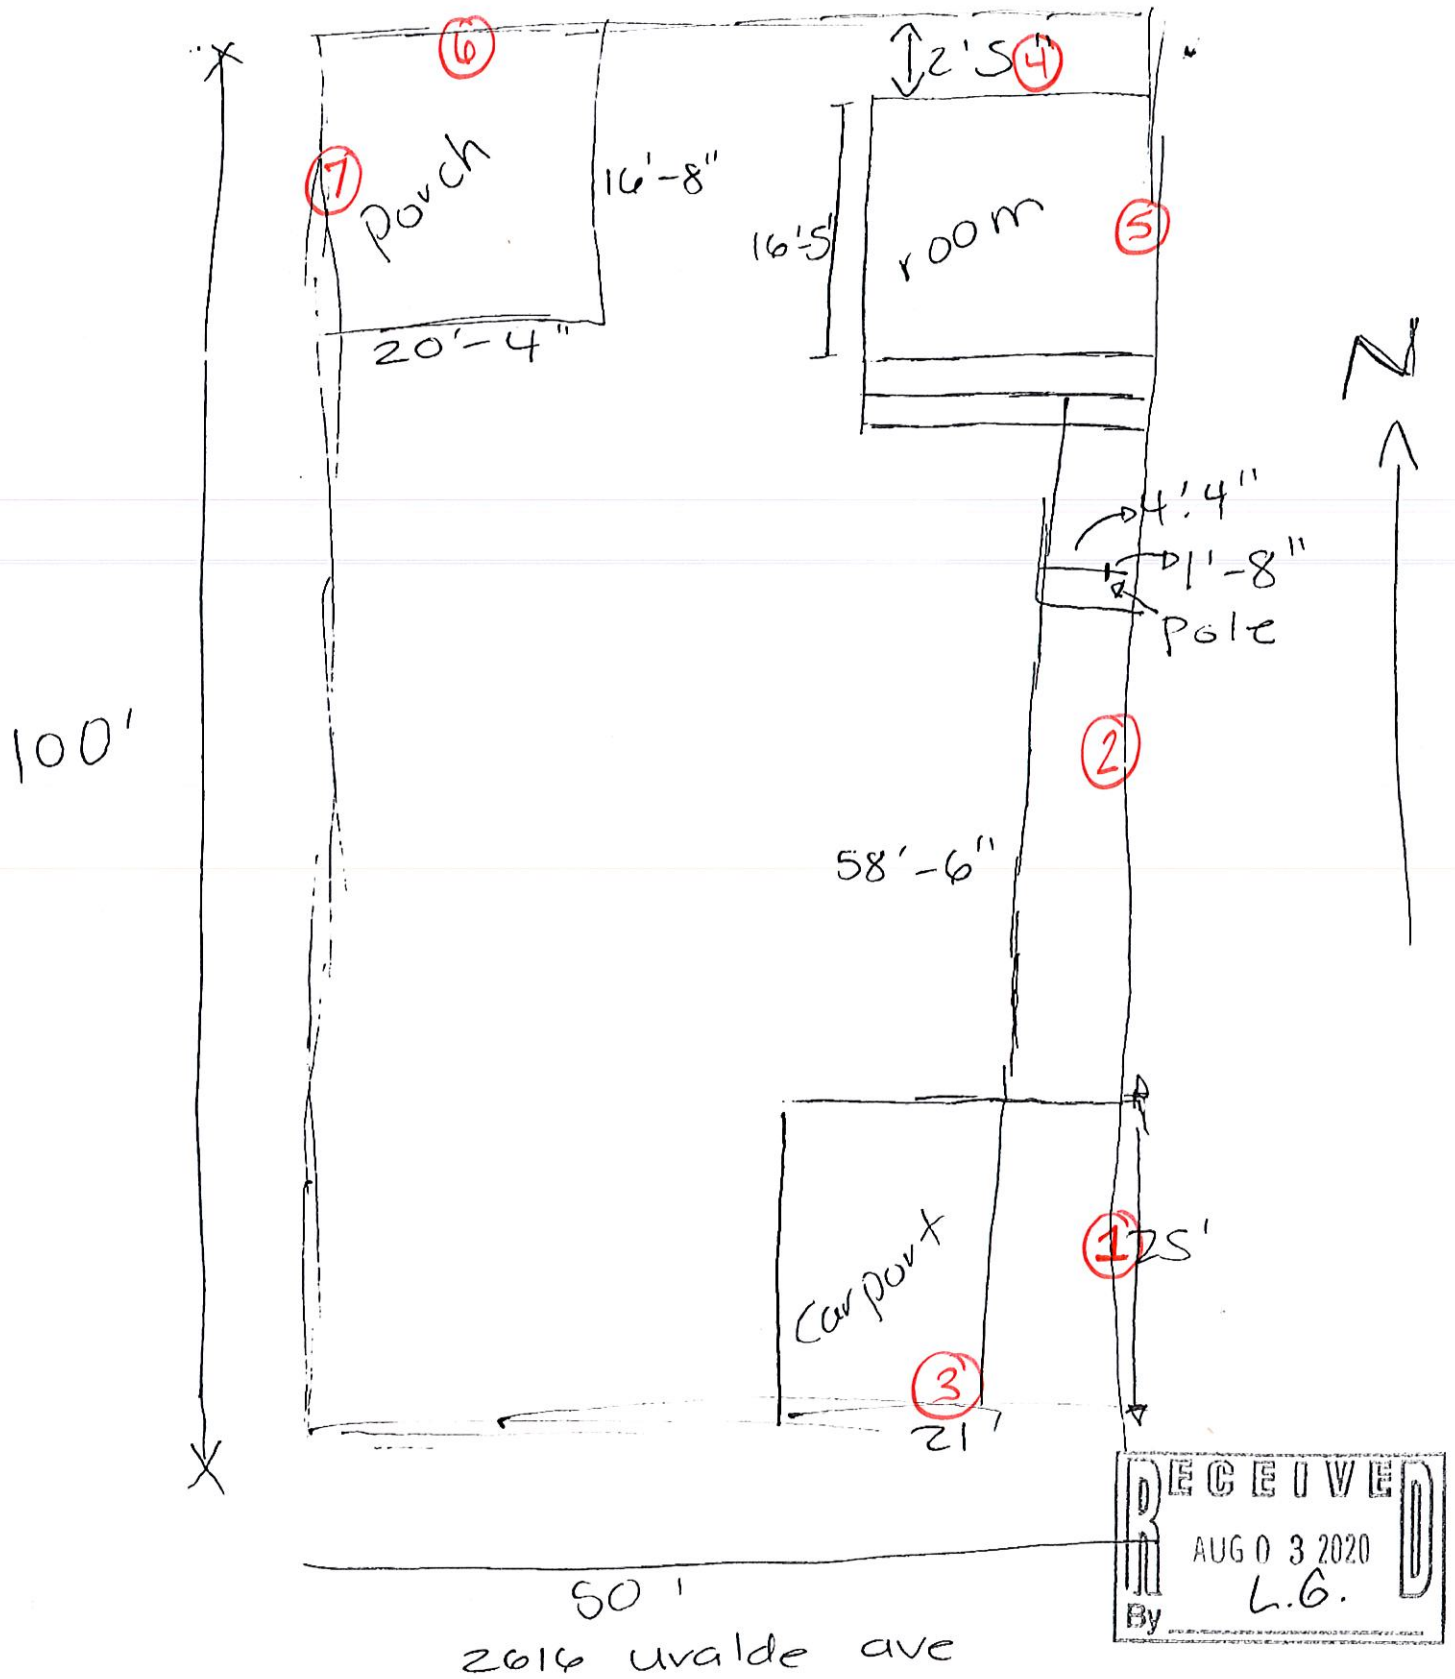 6
2'5"
4
7
porch
16'-8"
16'-5"
room
5
20'-4"
N
4'.4"
1'-8"
pole
100'
2
58'-6"
carport
1
25'
3
21'
RECEIVED
AUG 03 2020
By L.G.
50'
2616 uvalde ave